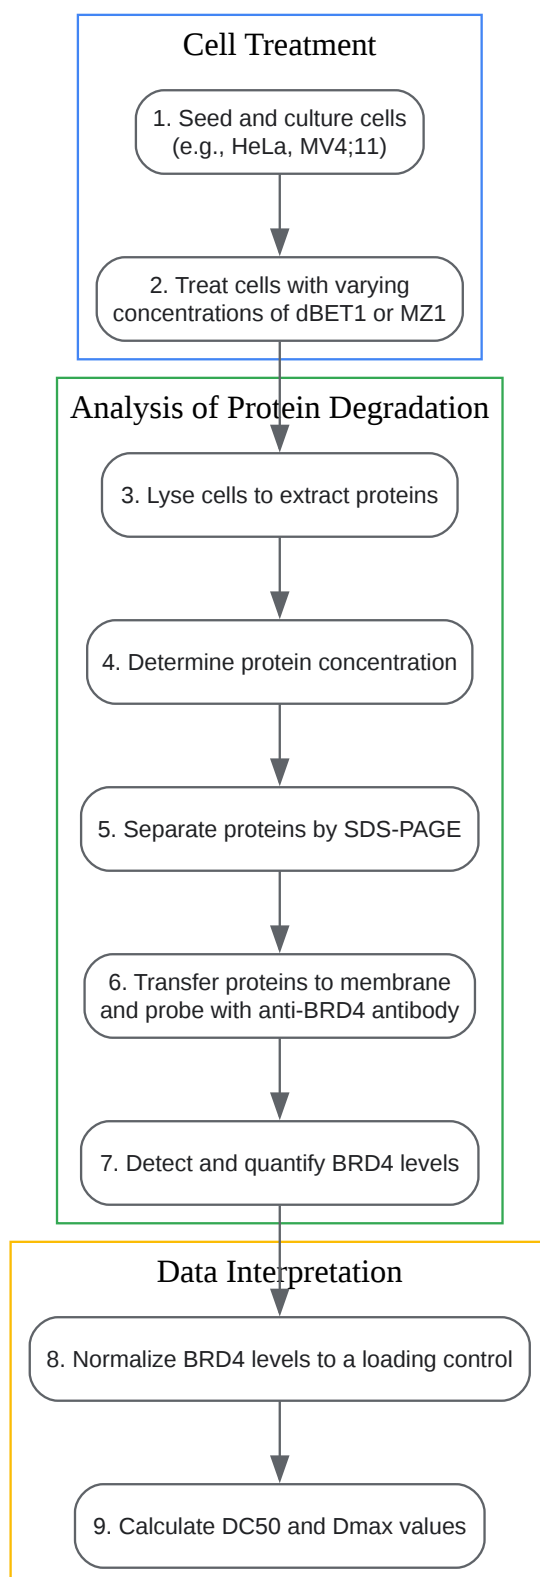 Cell Treatment
1. Seed and culture cells
(e.g., HeLa, MV4;11)
2. Treat cells with varying
concentrations of dBET1 or MZ1
Analysis of Protein Degradation
3. Lyse cells to extract proteins
4. Determine protein concentration
5. Separate proteins by SDS-PAGE
6. Transfer proteins to membrane
and probe with anti-BRD4 antibody
7. Detect and quantify BRD4 levels
Data Interpretation
8. Normalize BRD4 levels to a loading control
9. Calculate DC50 and Dmax values